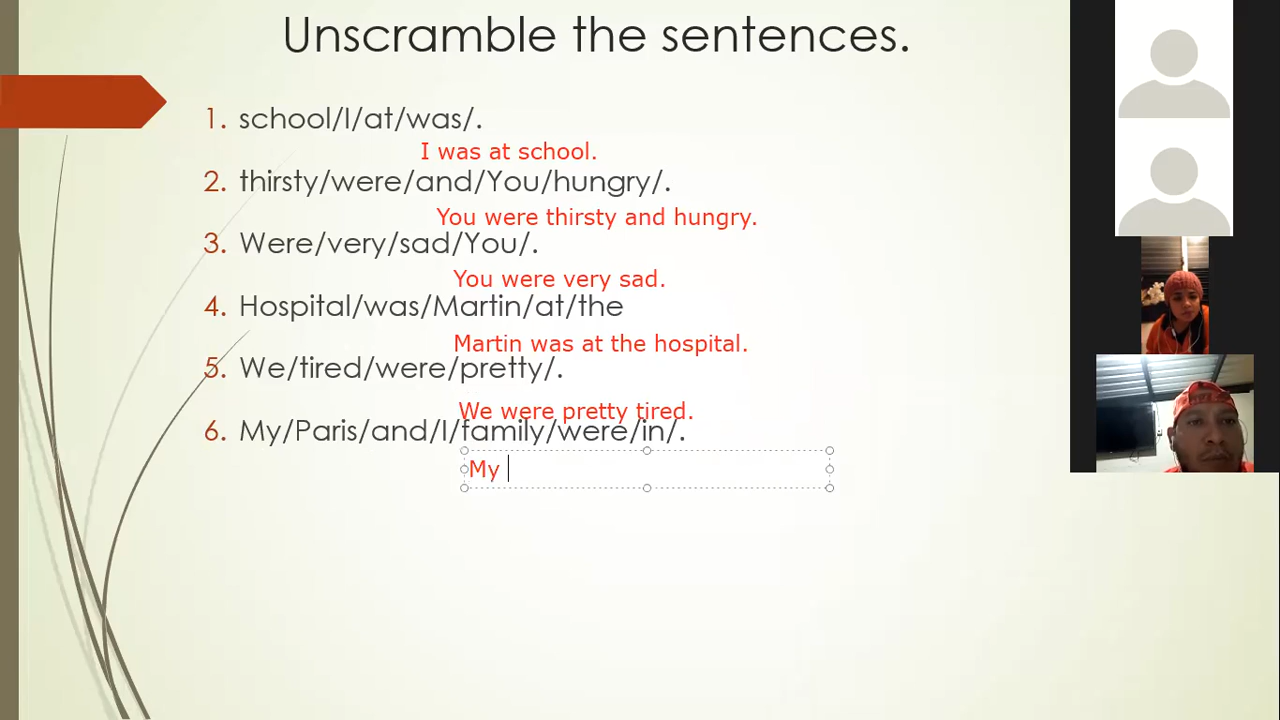 Unscramble the sentences.
1. school/I/at/was/.
I was at school.
2. thirsty/were/and/You/hungry/.
You were thirsty and hungry.
3. Were/very/sad/You/.
You were very sad.
4. Hospital/was/Martin/at/the
Martin was at the hospital.
5. We/tired/were/pretty/.
We were pretty tired.
6. My/Paris/and/I/family/were/in/.
My